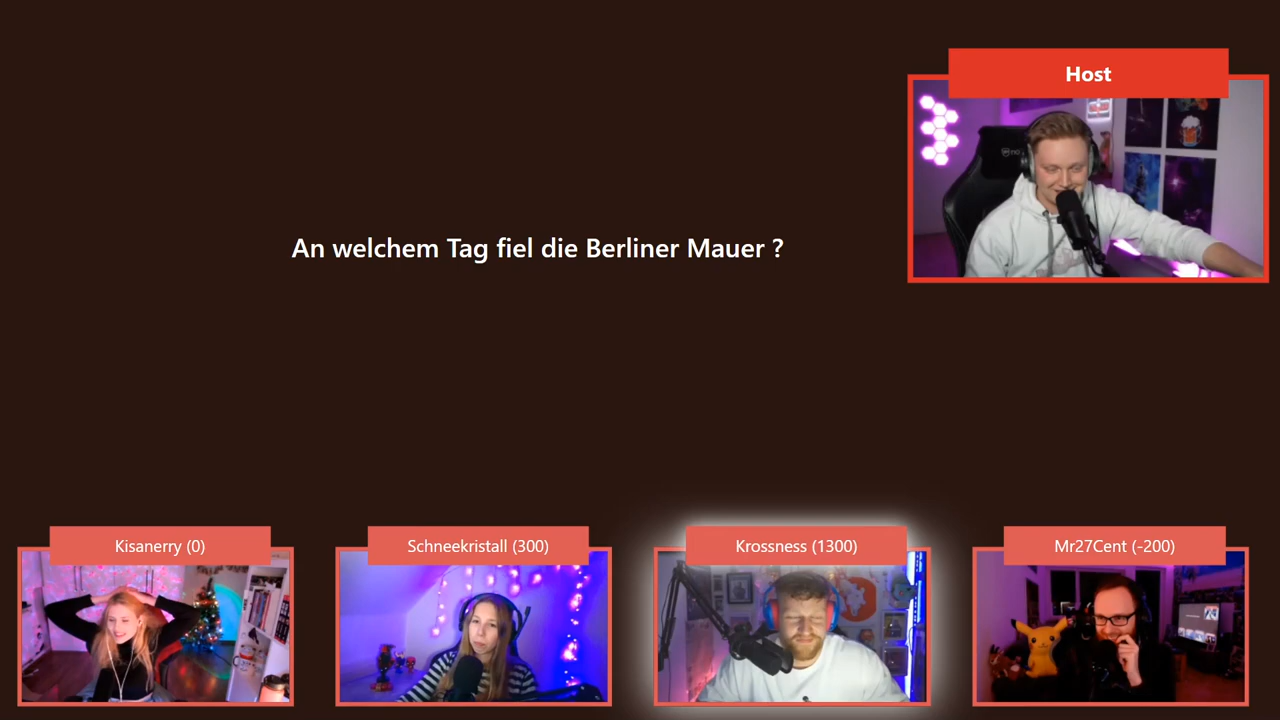 Host
An welchem Tag fiel die Berliner Mauer ?
Kisanerry (0)
Schneekristall (300)
Krossness (1300)
Mr27Cent (-200)